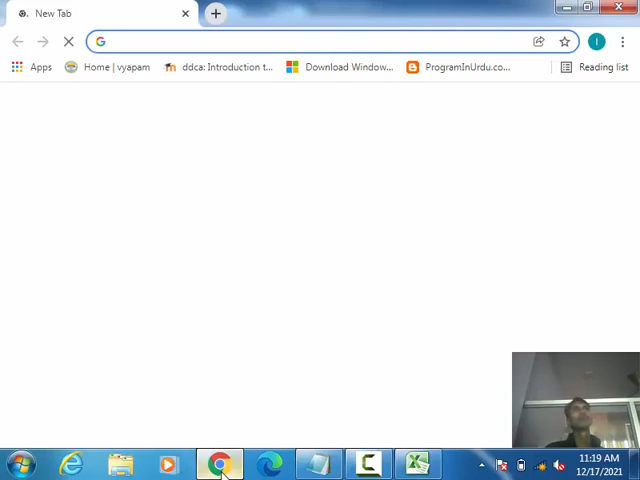 New Tab
Apps
Home | vyapam
ddca: Introduction t...
Download Window...
ProgramInUrdu.co...
Reading list
I
11:19 AM
12/17/2021